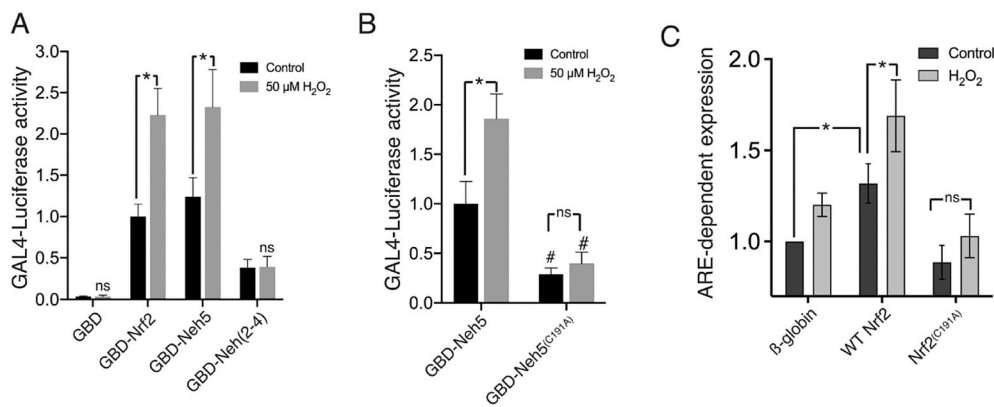 A
GAL4-Luciferase activity
3.0
2.5
2.0
1.5
1.0
0.5
0.0
Control
50 µM H₂O₂
ns
*
*
ns
GBD
GBD-Nrf2
GBD-Neh5
GBD-Neh(2-4)
B
GAL4-Luciferase activity
2.5
2.0
1.5
1.0
0.5
0.0
Control
50 µM H₂O₂
*
ns
#
#
GBD-Neh5
GBD-Neh5(C191A)
C
ARE-dependent expression
2.0
1.5
1.0
Control
H₂O₂
*
*
ns
ß-globin
WT Nrf2
Nrf2(C191A)